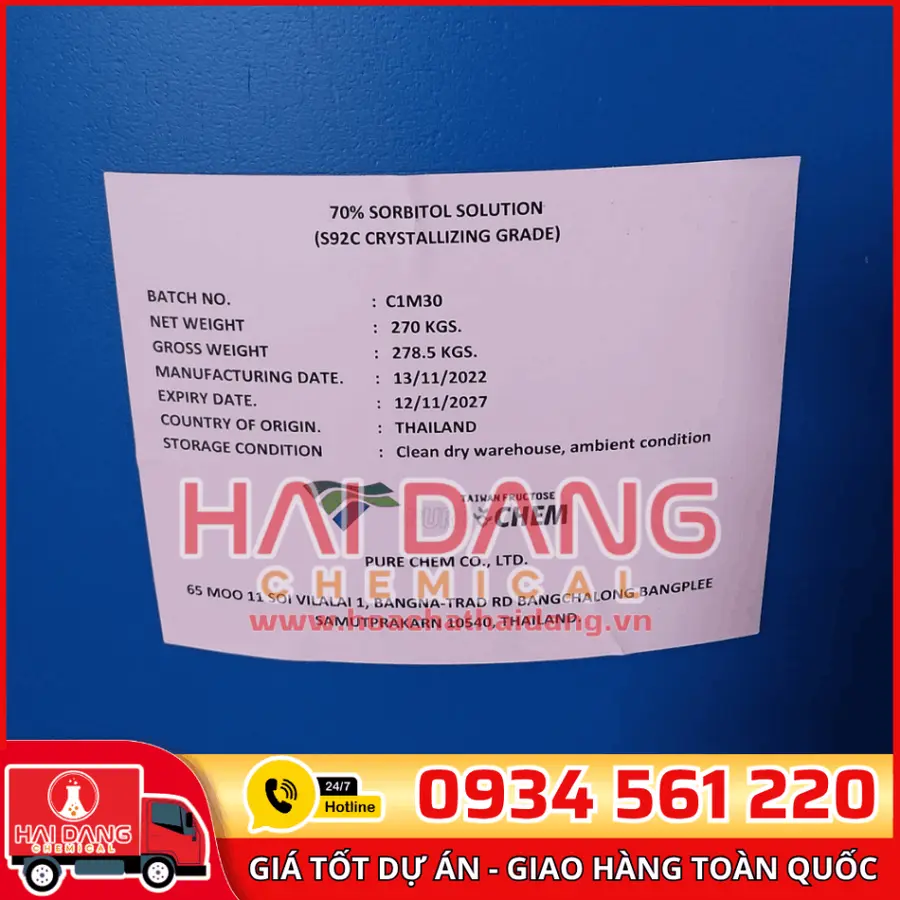 70% SORBITOL SOLUTION
(S92C CRYSTALLIZING GRADE)
BATCH NO. : C1M30
NET WEIGHT : 270 KGS.
GROSS WEIGHT : 278.5 KGS.
MANUFACTURING DATE. : 13/11/2022
EXPIRY DATE. : 12/11/2027
COUNTRY OF ORIGIN. : THAILAND
STORAGE CONDITION : Clean dry warehouse, ambient condition
TAIWAN FRUCTOSE
CHEM
HAI DANG
CHEMICAL
www.hoachathaidang.vn
PURE CHEM CO., LTD.
65 MOO 11 SOI VILALAI 1, BANGNA-TRAD RD BANGCHALONG BANGPLEE
SAMUTPRAKARN 10540, THAILAND.
HAI DANG
CHEMICAL
24/7
Hotline
0934 561 220
GIÁ TỐT DỰ ÁN - GIAO HÀNG TOÀN QUỐC